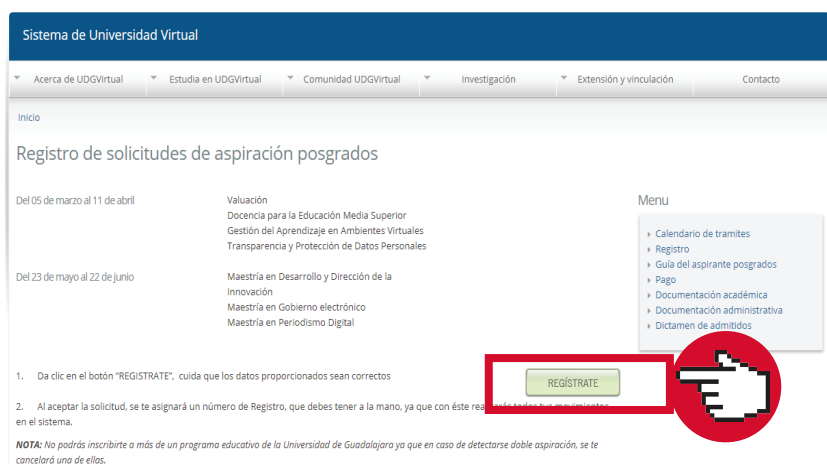 Sistema de Universidad Virtual
Acerca de UDGVirtual Estudia en UDGVirtual Comunidad UDGVirtual Investigación Extensión y vinculación Contacto
Inicio
Registro de solicitudes de aspiración posgrados
Del 05 de marzo al 11 de abril
Valuación
Docencia para la Educación Media Superior
Gestión del Aprendizaje en Ambientes Virtuales
Transparencia y Protección de Datos Personales
Del 23 de mayo al 22 de junio
Maestría en Desarrollo y Dirección de la
Innovación
Maestría en Gobierno electrónico
Maestría en Periodismo Digital
Menu
Calendario de tramites
Registro
Guía del aspirante posgrados
Pago
Documentación académica
Documentación administrativa
Dictamen de admitidos
1. Da clic en el botón “REGISTRATE”, cuida que los datos proporcionados sean correctos
REGÍSTRATE
2. Al aceptar la solicitud, se te asignará un número de Registro, que debes tener a la mano, ya que con éste
en el sistema.
NOTA: No podrás inscribirte a más de un programa educativo de la Universidad de Guadalajara ya que en caso de detectarse doble aspiración, se te
cancelará una de ellas.